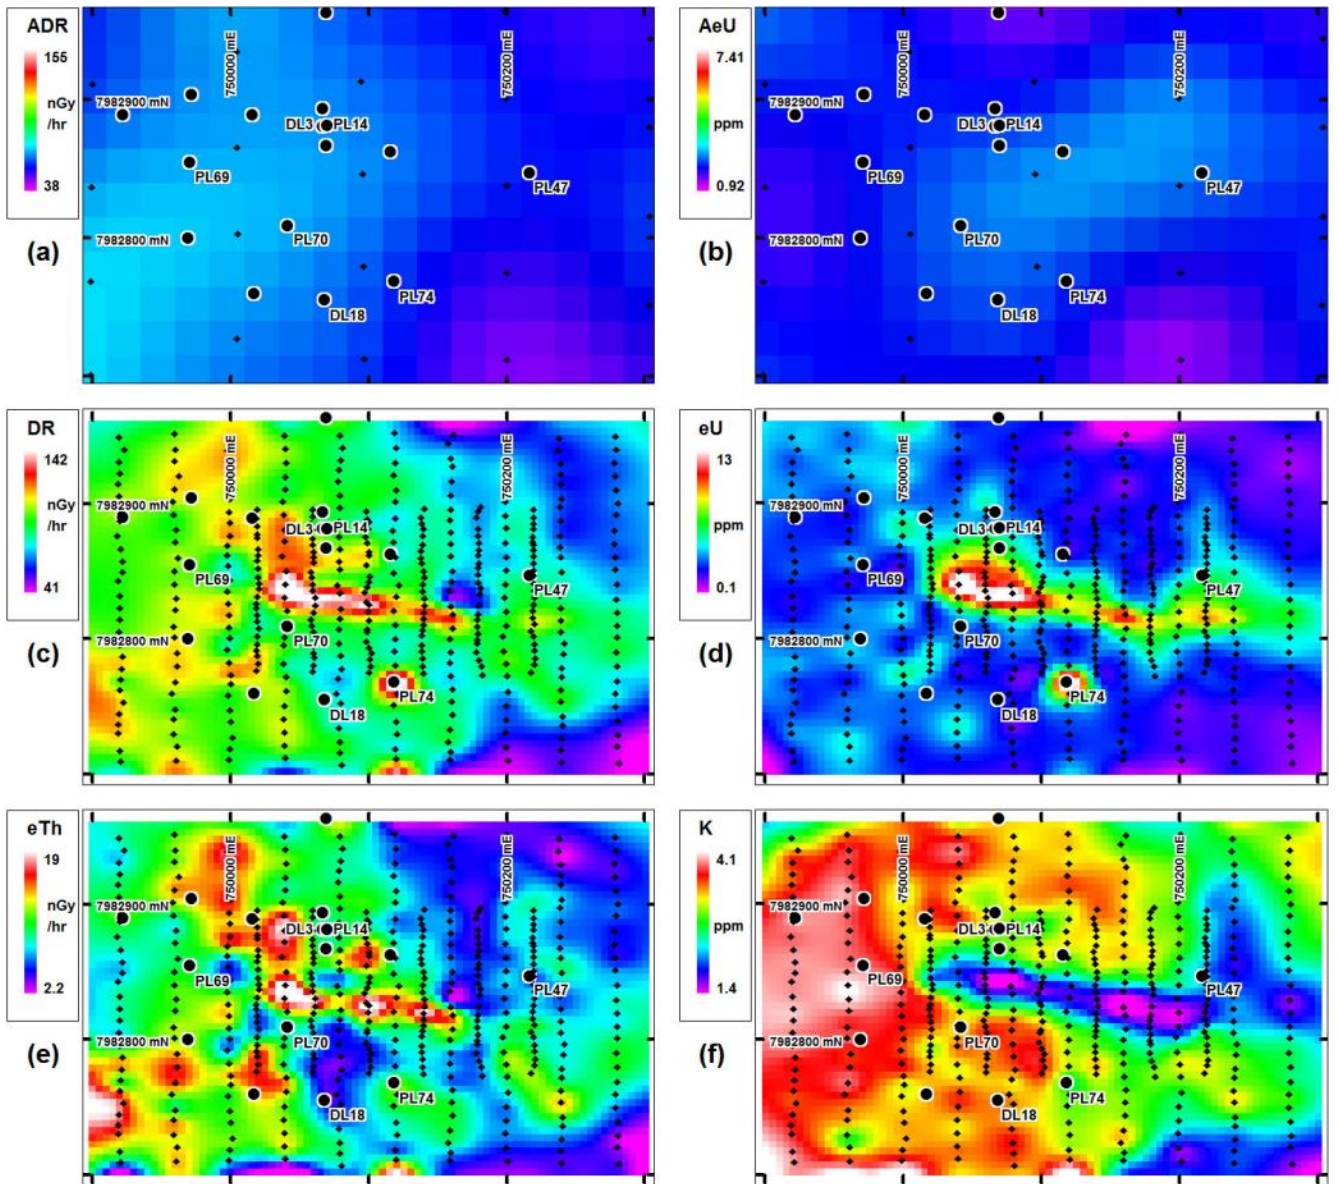 ADR
155
nGy
/hr
38
(a)
750000 mE
750200 mE
7982900 mN
DL3
PL14
PL69
PL47
7982800 mN
PL70
PL74
DL18
AeU
7.41
ppm
0.92
(b)
750000 mE
750200 mE
7982900 mN
DL3
PL14
PL69
PL47
7982800 mN
PL70
PL74
DL18
DR
142
nGy
/hr
41
(c)
750000 mE
750200 mE
7982900 mN
DL3
PL14
PL69
PL47
7982800 mN
PL70
PL74
DL18
eU
13
ppm
0.1
(d)
750000 mE
750200 mE
7982900 mN
DL3
PL14
PL69
PL47
7982800 mN
PL70
PL74
DL18
eTh
19
nGy
/hr
2.2
(e)
750000 mE
750200 mE
7982900 mN
DL3
PL14
PL69
PL47
7982800 mN
PL70
PL74
DL18
K
4.1
ppm
1.4
(f)
750000 mE
750200 mE
7982900 mN
DL3
PL14
PL69
PL47
7982800 mN
PL70
PL74
DL18